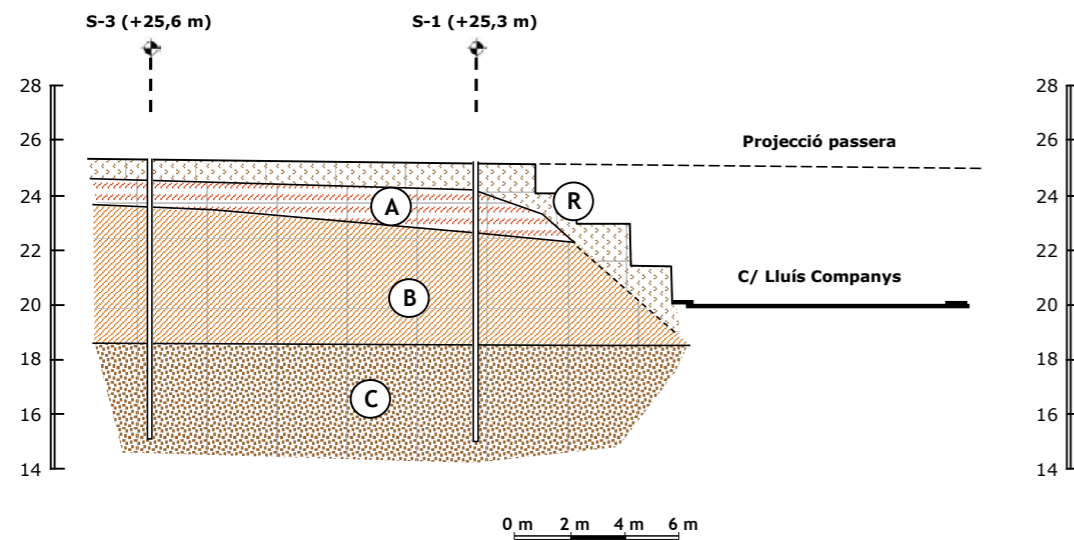 S-3 (+25,6 m) S-1 (+25,3 m)
28 28
26 26
Projecció passera
24 24
A R
22 22
C/ Lluís Companys
B
20 20
18 18
C
16 16
14 14
0 m 2 m 4 m 6 m